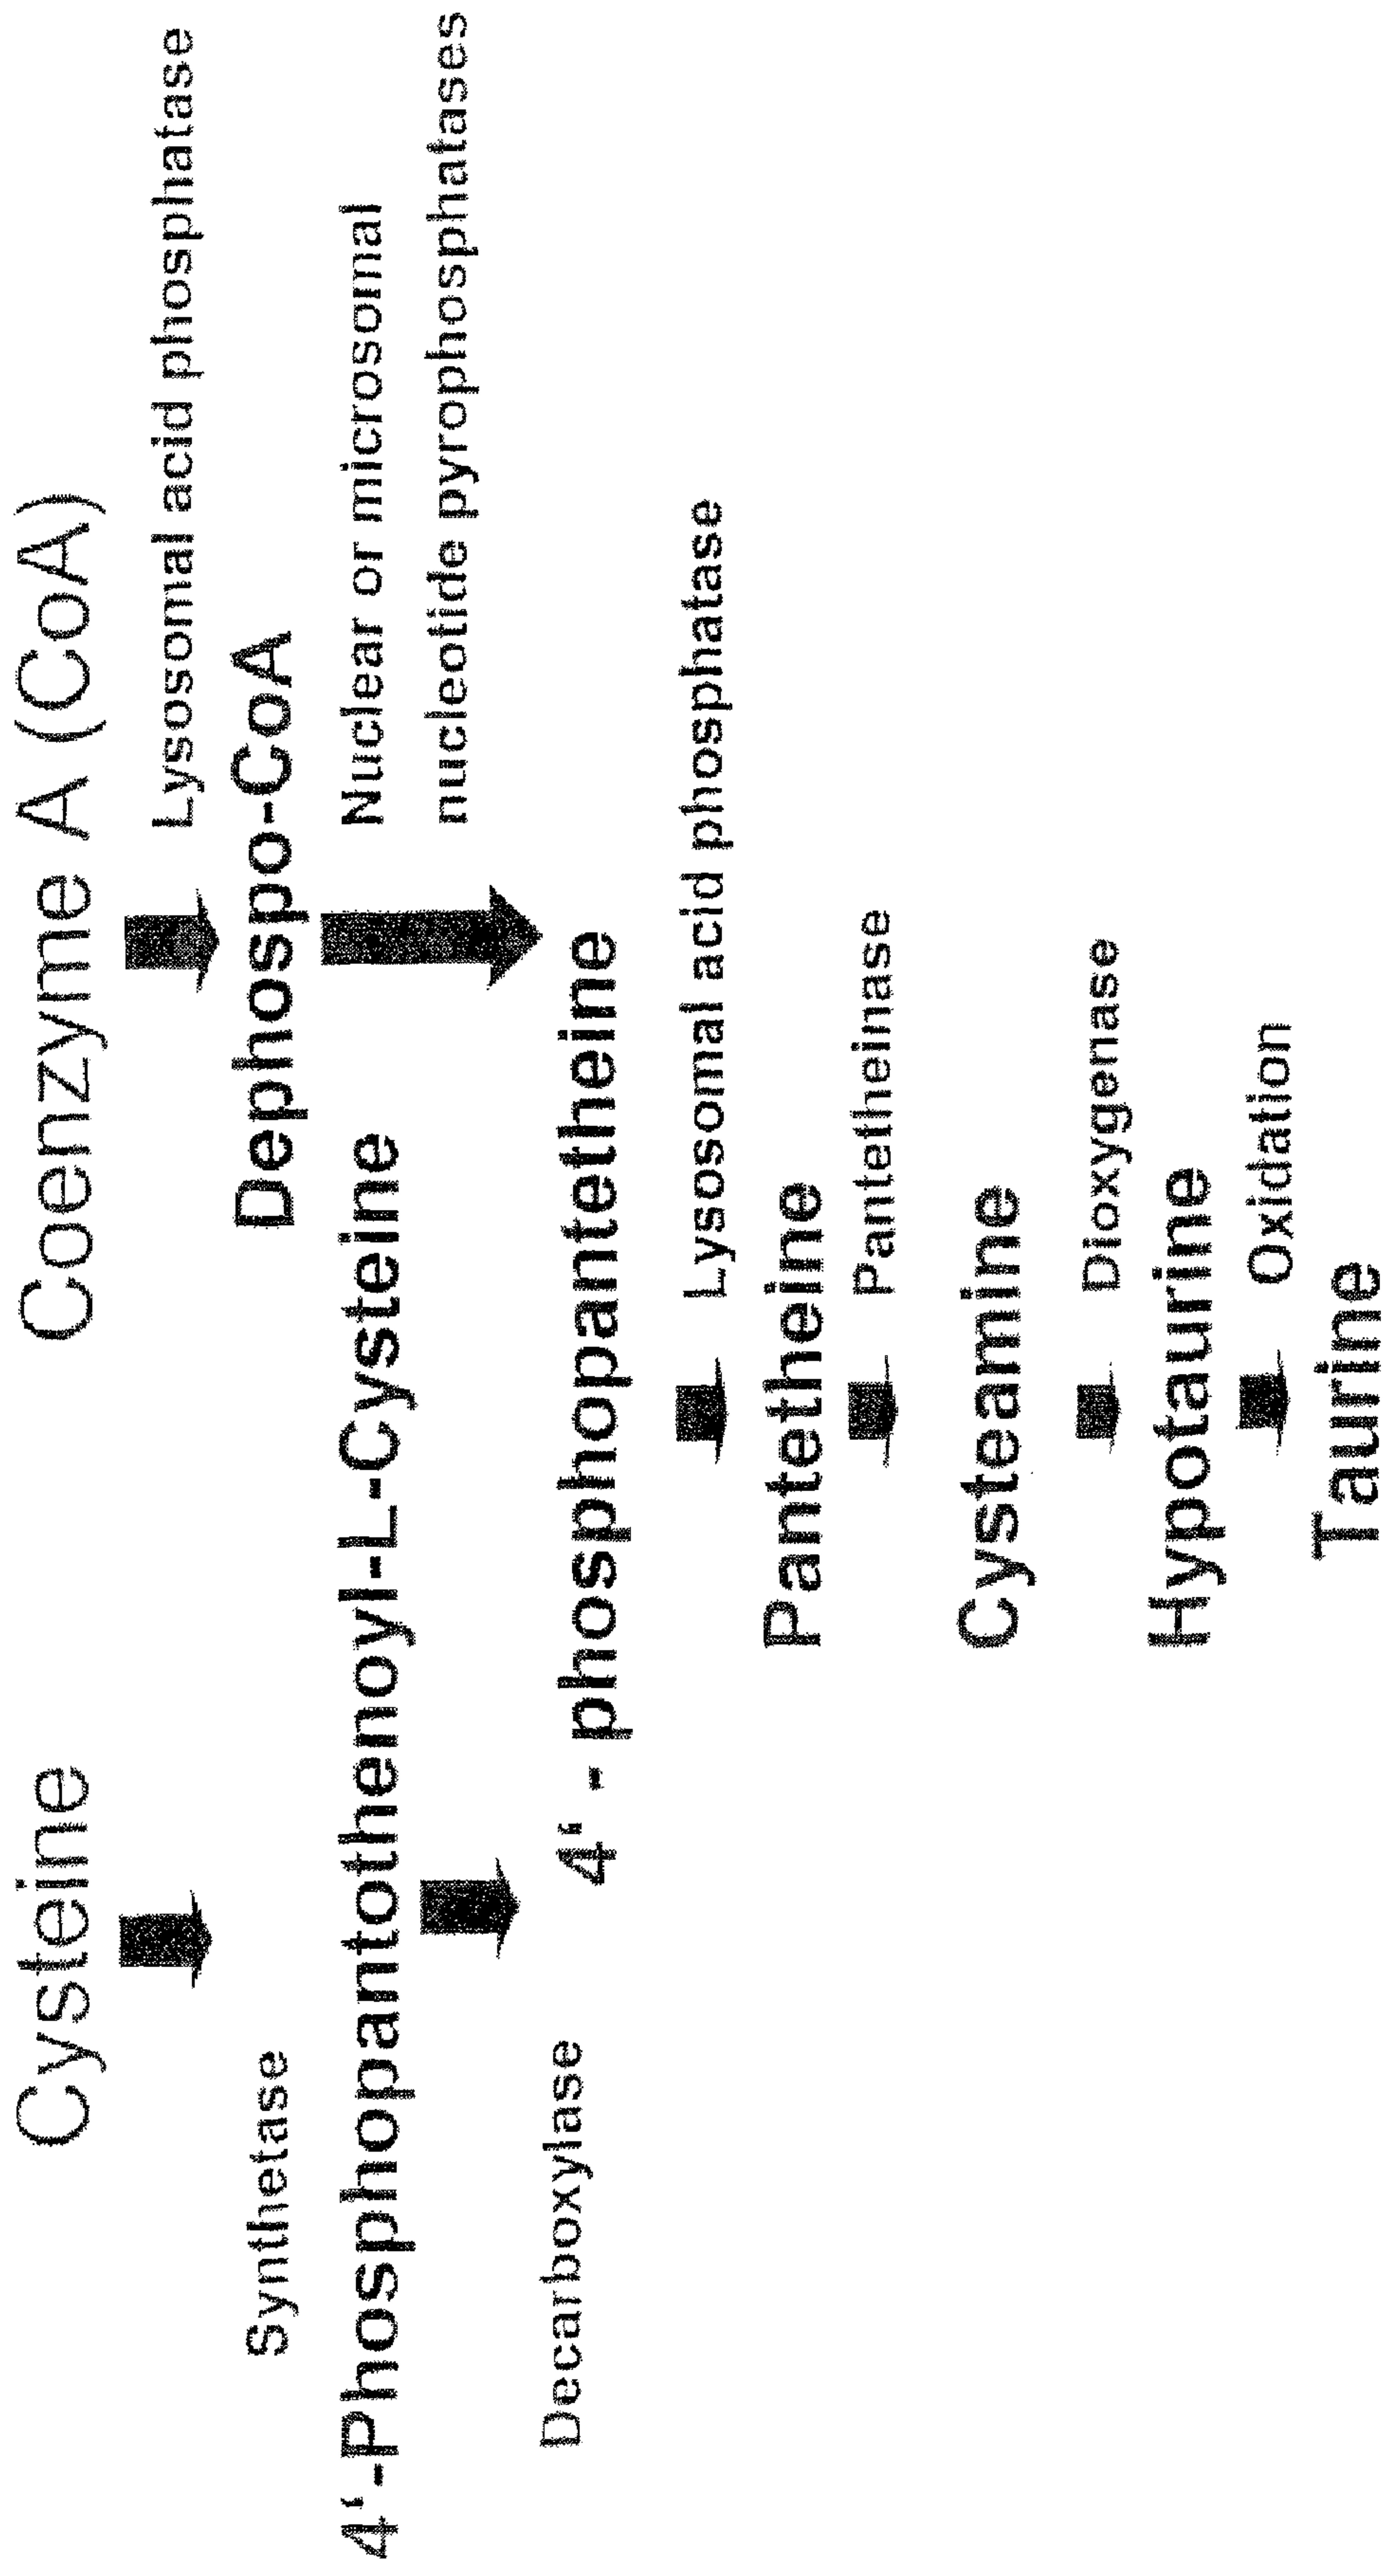 Cysteine
Coenzyme A (CoA)
Lysosomal acid phosphatase
Synthetase
Dephospo-CoA
4'-Phosphopantothenoyl-L-Cysteine
Nuclear or microsomal
nucleotide pyrophosphatases
Decarboxylase
4' - phosphopantetheine
Lysosomal acid phosphatase
Pantetheine
Pantetheinase
Cysteamine
Dioxygenase
Hypotaurine
Oxidation
Taurine